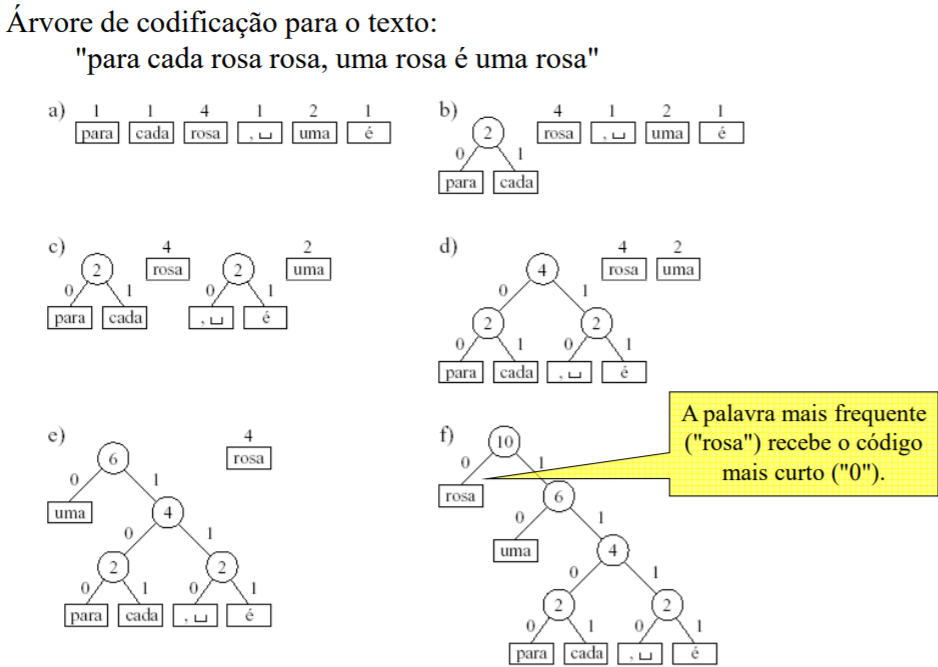 Árvore de codificação para o texto:
"para cada rosa rosa, uma rosa é uma rosa"
a) 1 1 4 1 2 1
para cada rosa , ⌴ uma é
b) 4 1 2 1
2 rosa , ⌴ uma é
0 1
para cada
c) 4 2
2 rosa 2 uma
0 1 0 1
para cada , ⌴ é
d) 4 2
4 rosa uma
0 1
2 2
0 1 0 1
para cada , ⌴ é
e) 4
6 rosa
0 1
uma 4
0 1
2 2
0 1 0 1
para cada , ⌴ é
f) 10
0 1
rosa 6
0 1
uma 4
0 1
2 2
0 1 0 1
para cada , ⌴ é
A palavra mais frequente
("rosa") recebe o código
mais curto ("0").